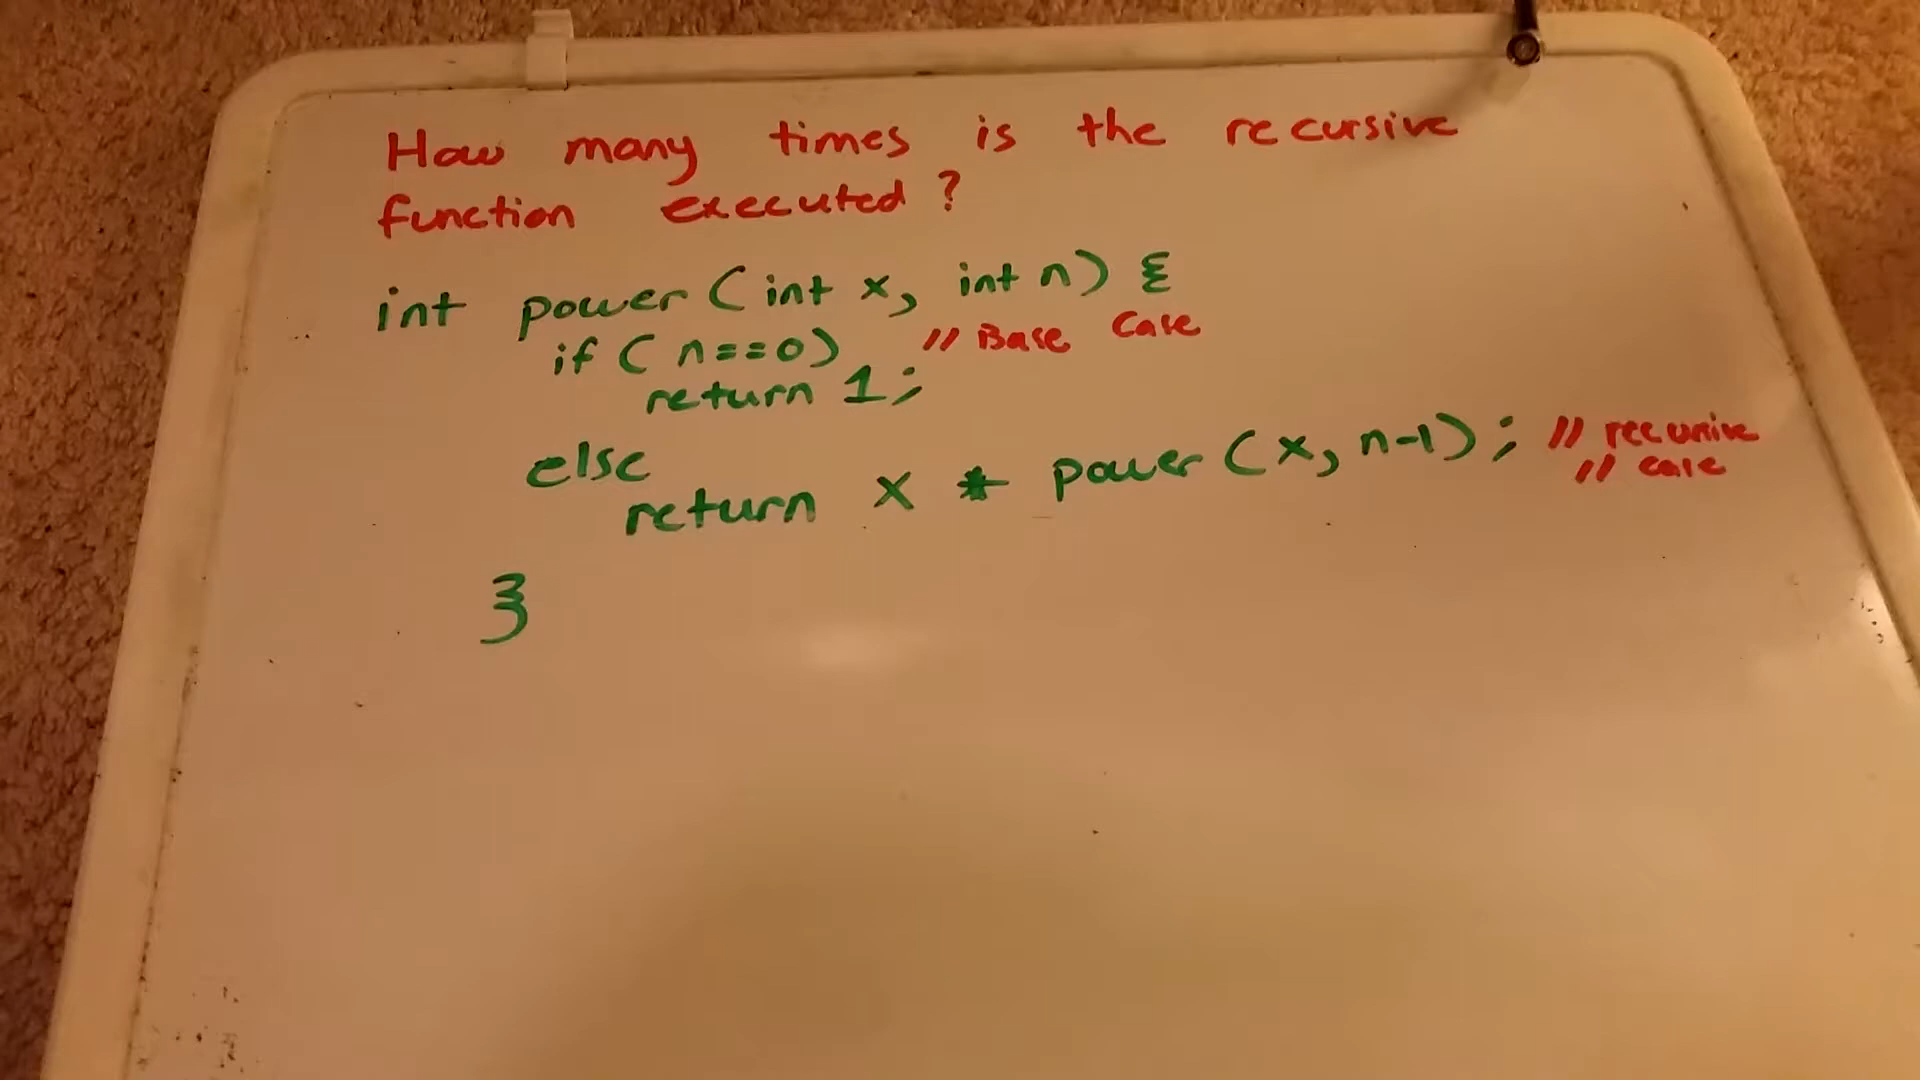 How many times is the recursive
function executed?
int power (int x, int n) {
if (n==0) // Base Case
return 1;
else
return x * power (x, n-1); // recursive
// case
}